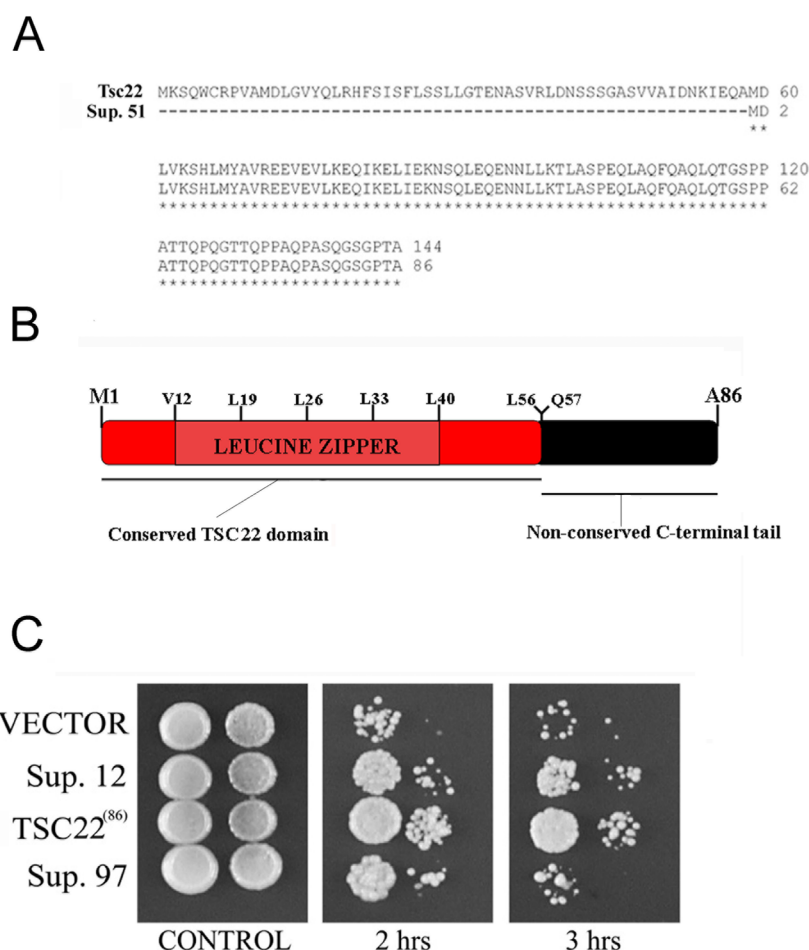 A
Tsc22 MKSQWCRPVAMDLGVYQLRHFSISFLSSLLGTENASVRLDNSSSGASVVAIDNKIEQAMD 60
Sup. 51 ----------------------------------------------------------MD 2
**
LVKSHLMYAVREEVEVLKEQIKELIEKNSQLEQENNLLKTLASPEQLAQFQAQLQTGSPP 120
LVKSHLMYAVREEVEVLKEQIKELIEKNSQLEQENNLLKTLASPEQLAQFQAQLQTGSPP 62
************************************************************
ATTQPQGTTQPPAQPASQGSGPTA 144
ATTQPQGTTQPPAQPASQGSGPTA 86
************************
B
M1 V12 L19 L26 L33 L40 L56 Q57 A86
LEUCINE ZIPPER
Conserved TSC22 domain
Non-conserved C-terminal tail
C
VECTOR
Sup. 12
TSC22(86)
Sup. 97
CONTROL 2 hrs 3 hrs